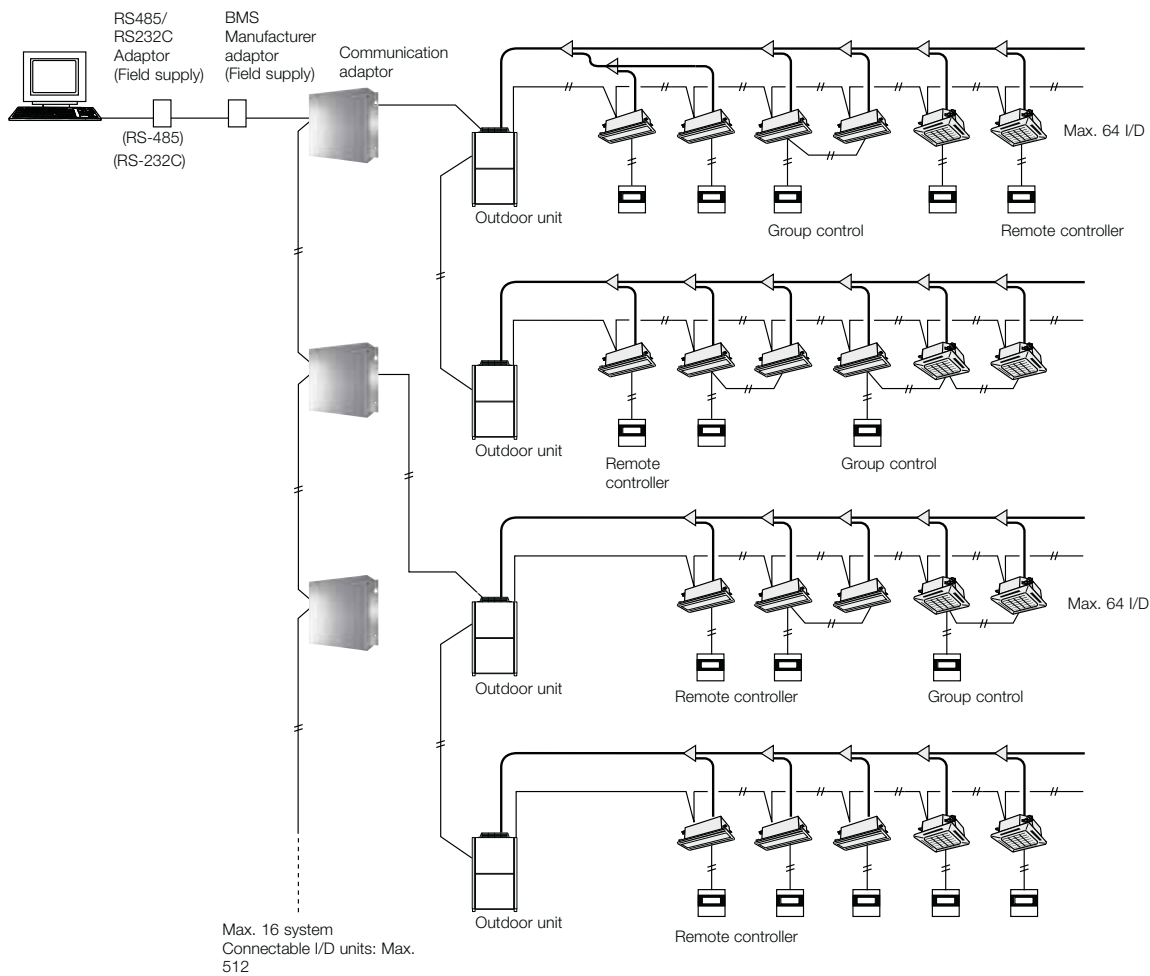 RS485/
RS232C
Adaptor
(Field supply)
BMS
Manufacturer
adaptor
(Field supply)
Communication
adaptor
(RS-485)
(RS-232C)
Max. 64 I/D
Outdoor unit
Group control
Remote controller
Outdoor unit
Remote
controller
Group control
Max. 64 I/D
Outdoor unit
Remote controller
Group control
Outdoor unit
Remote controller
Max. 16 system
Connectable I/D units: Max.
512